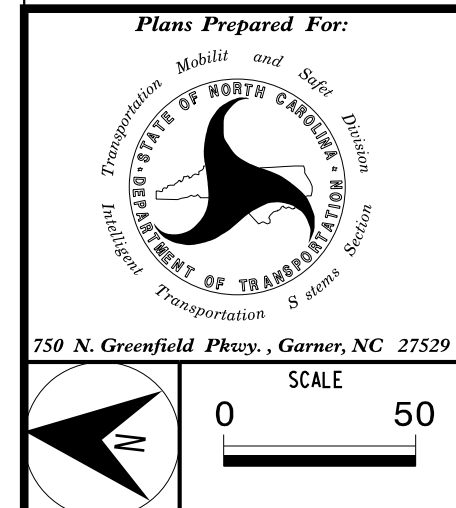 Plans Prepared For:
Transportation Mobilit and Safet Division
STATE OF NORTH CAROLINA
DEPARTMENT OF TRANSPORTATION
Intelligent Transportation S stems Section
750 N. Greenfield Pkwy. , Garner, NC 27529
N
SCALE
0 50